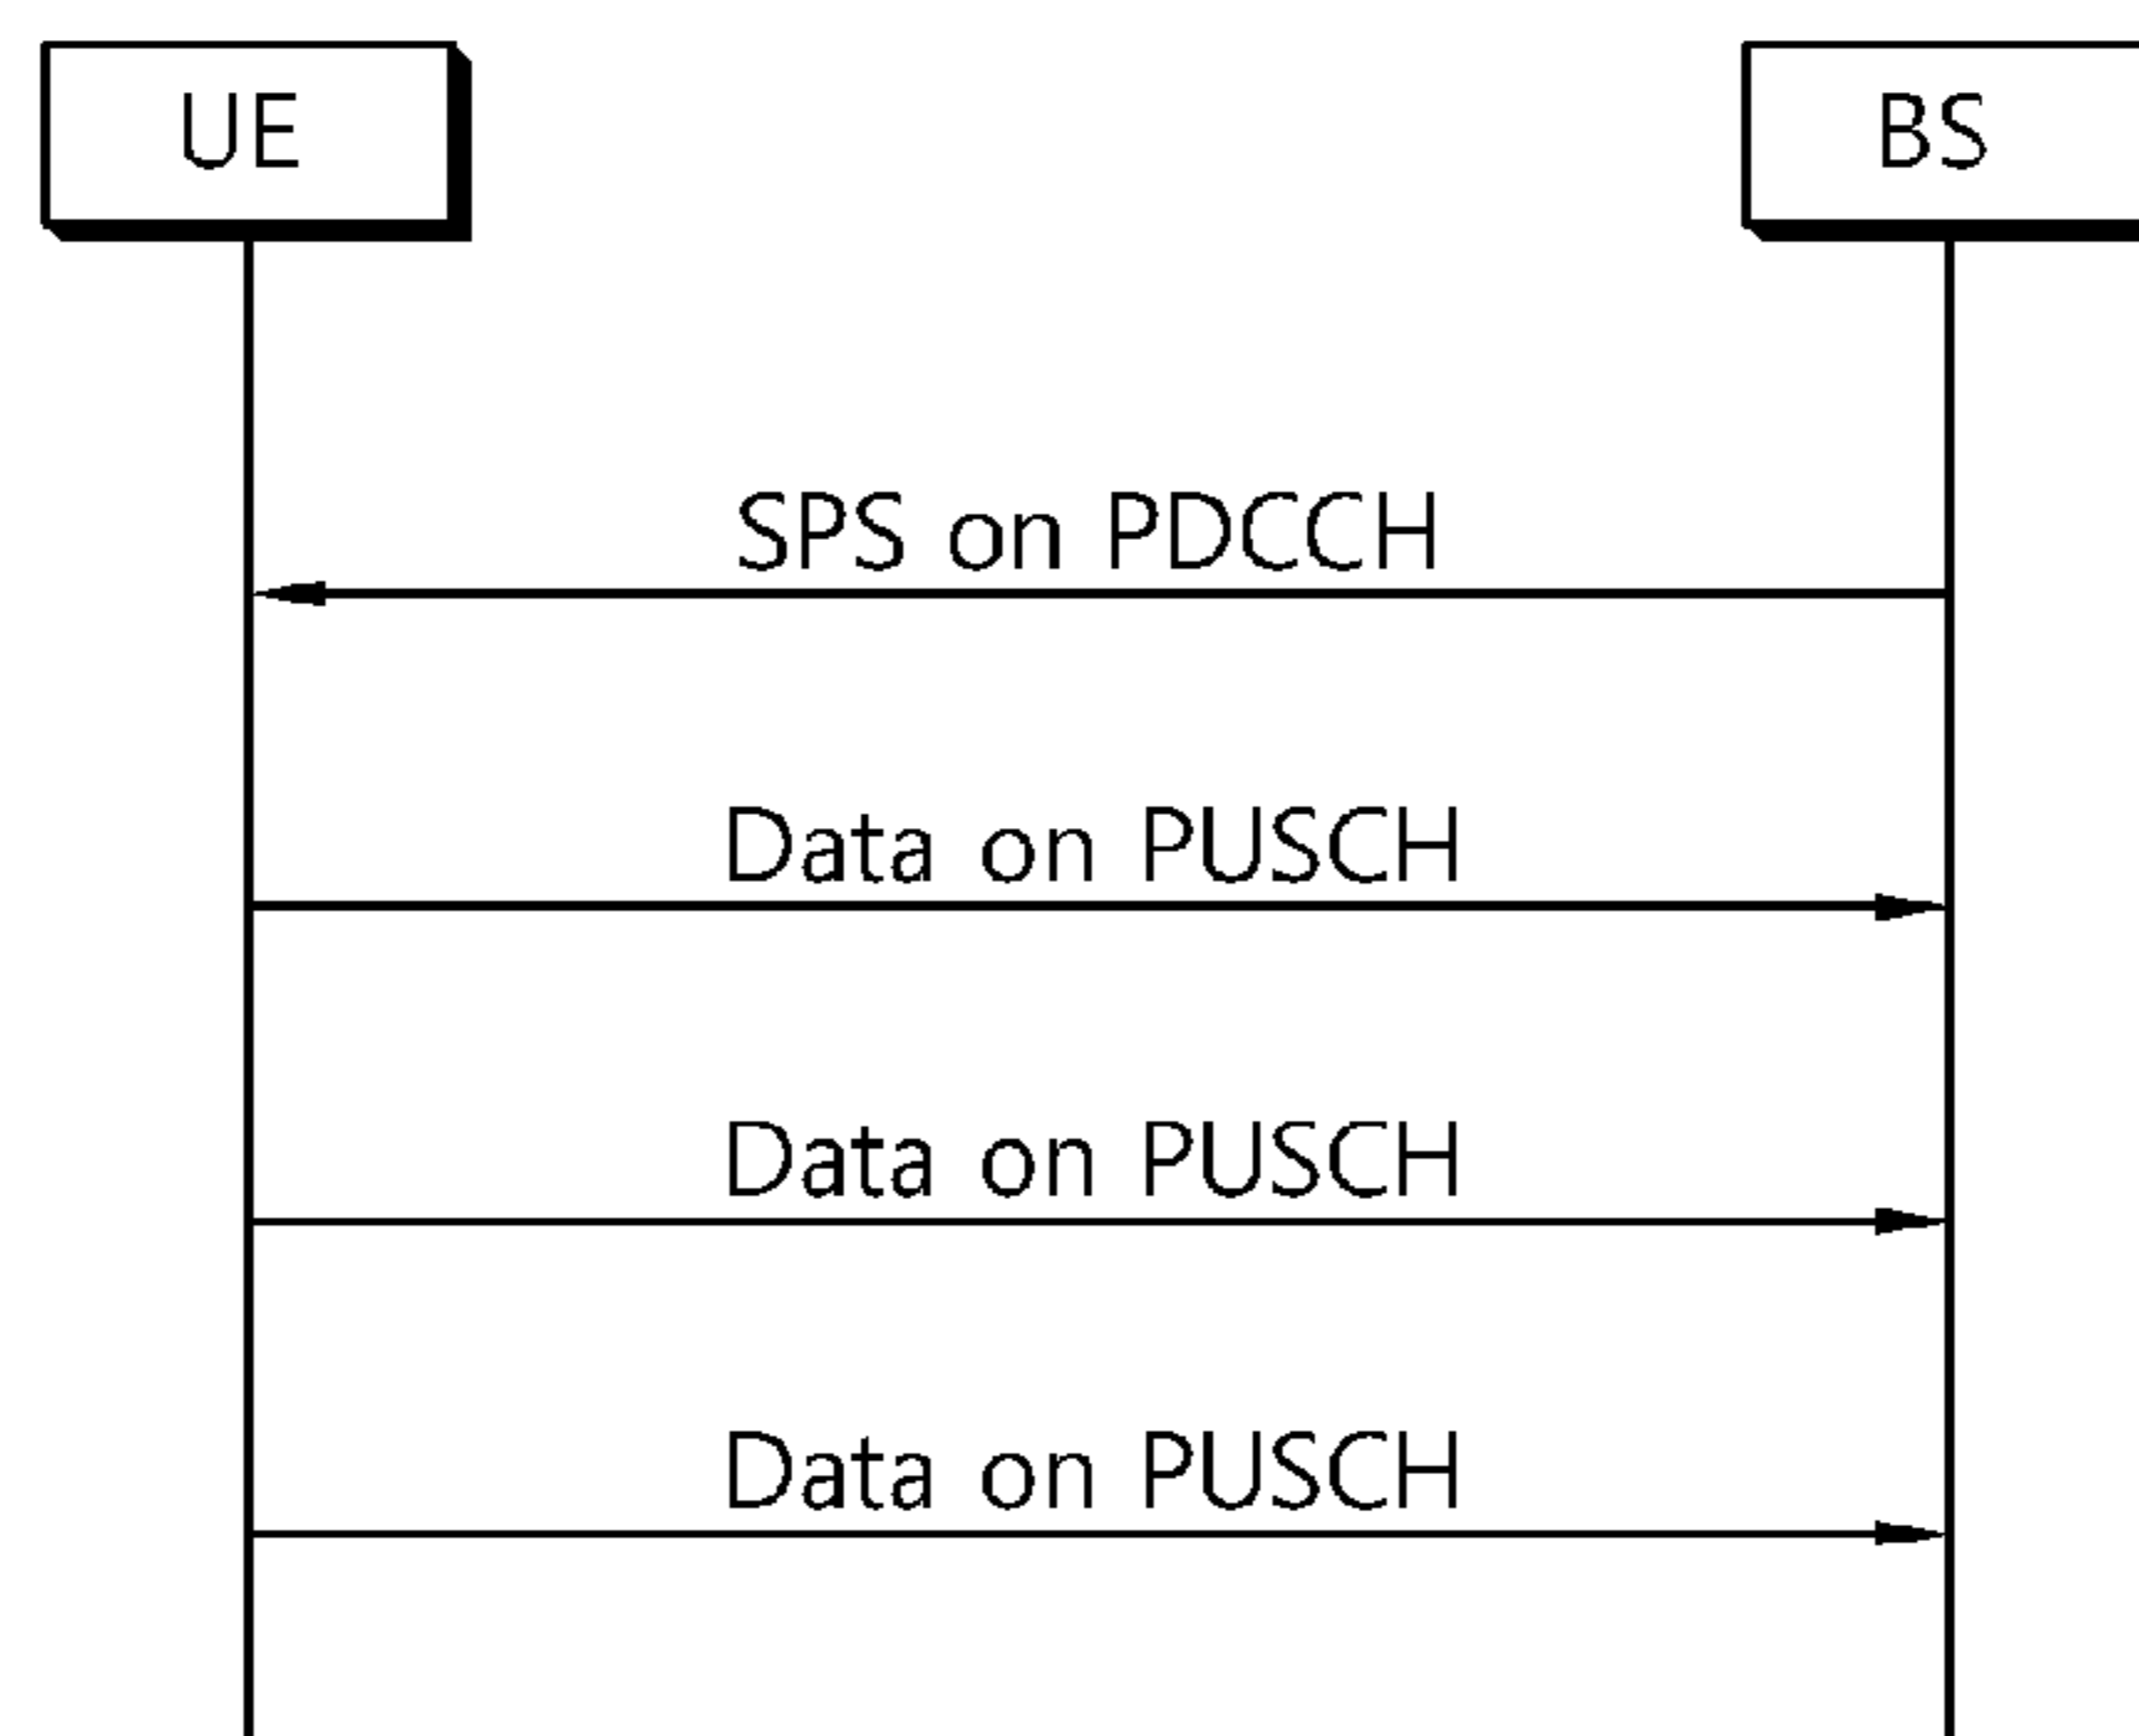 UE
BS
SPS on PDCCH
Data on PUSCH
Data on PUSCH
Data on PUSCH